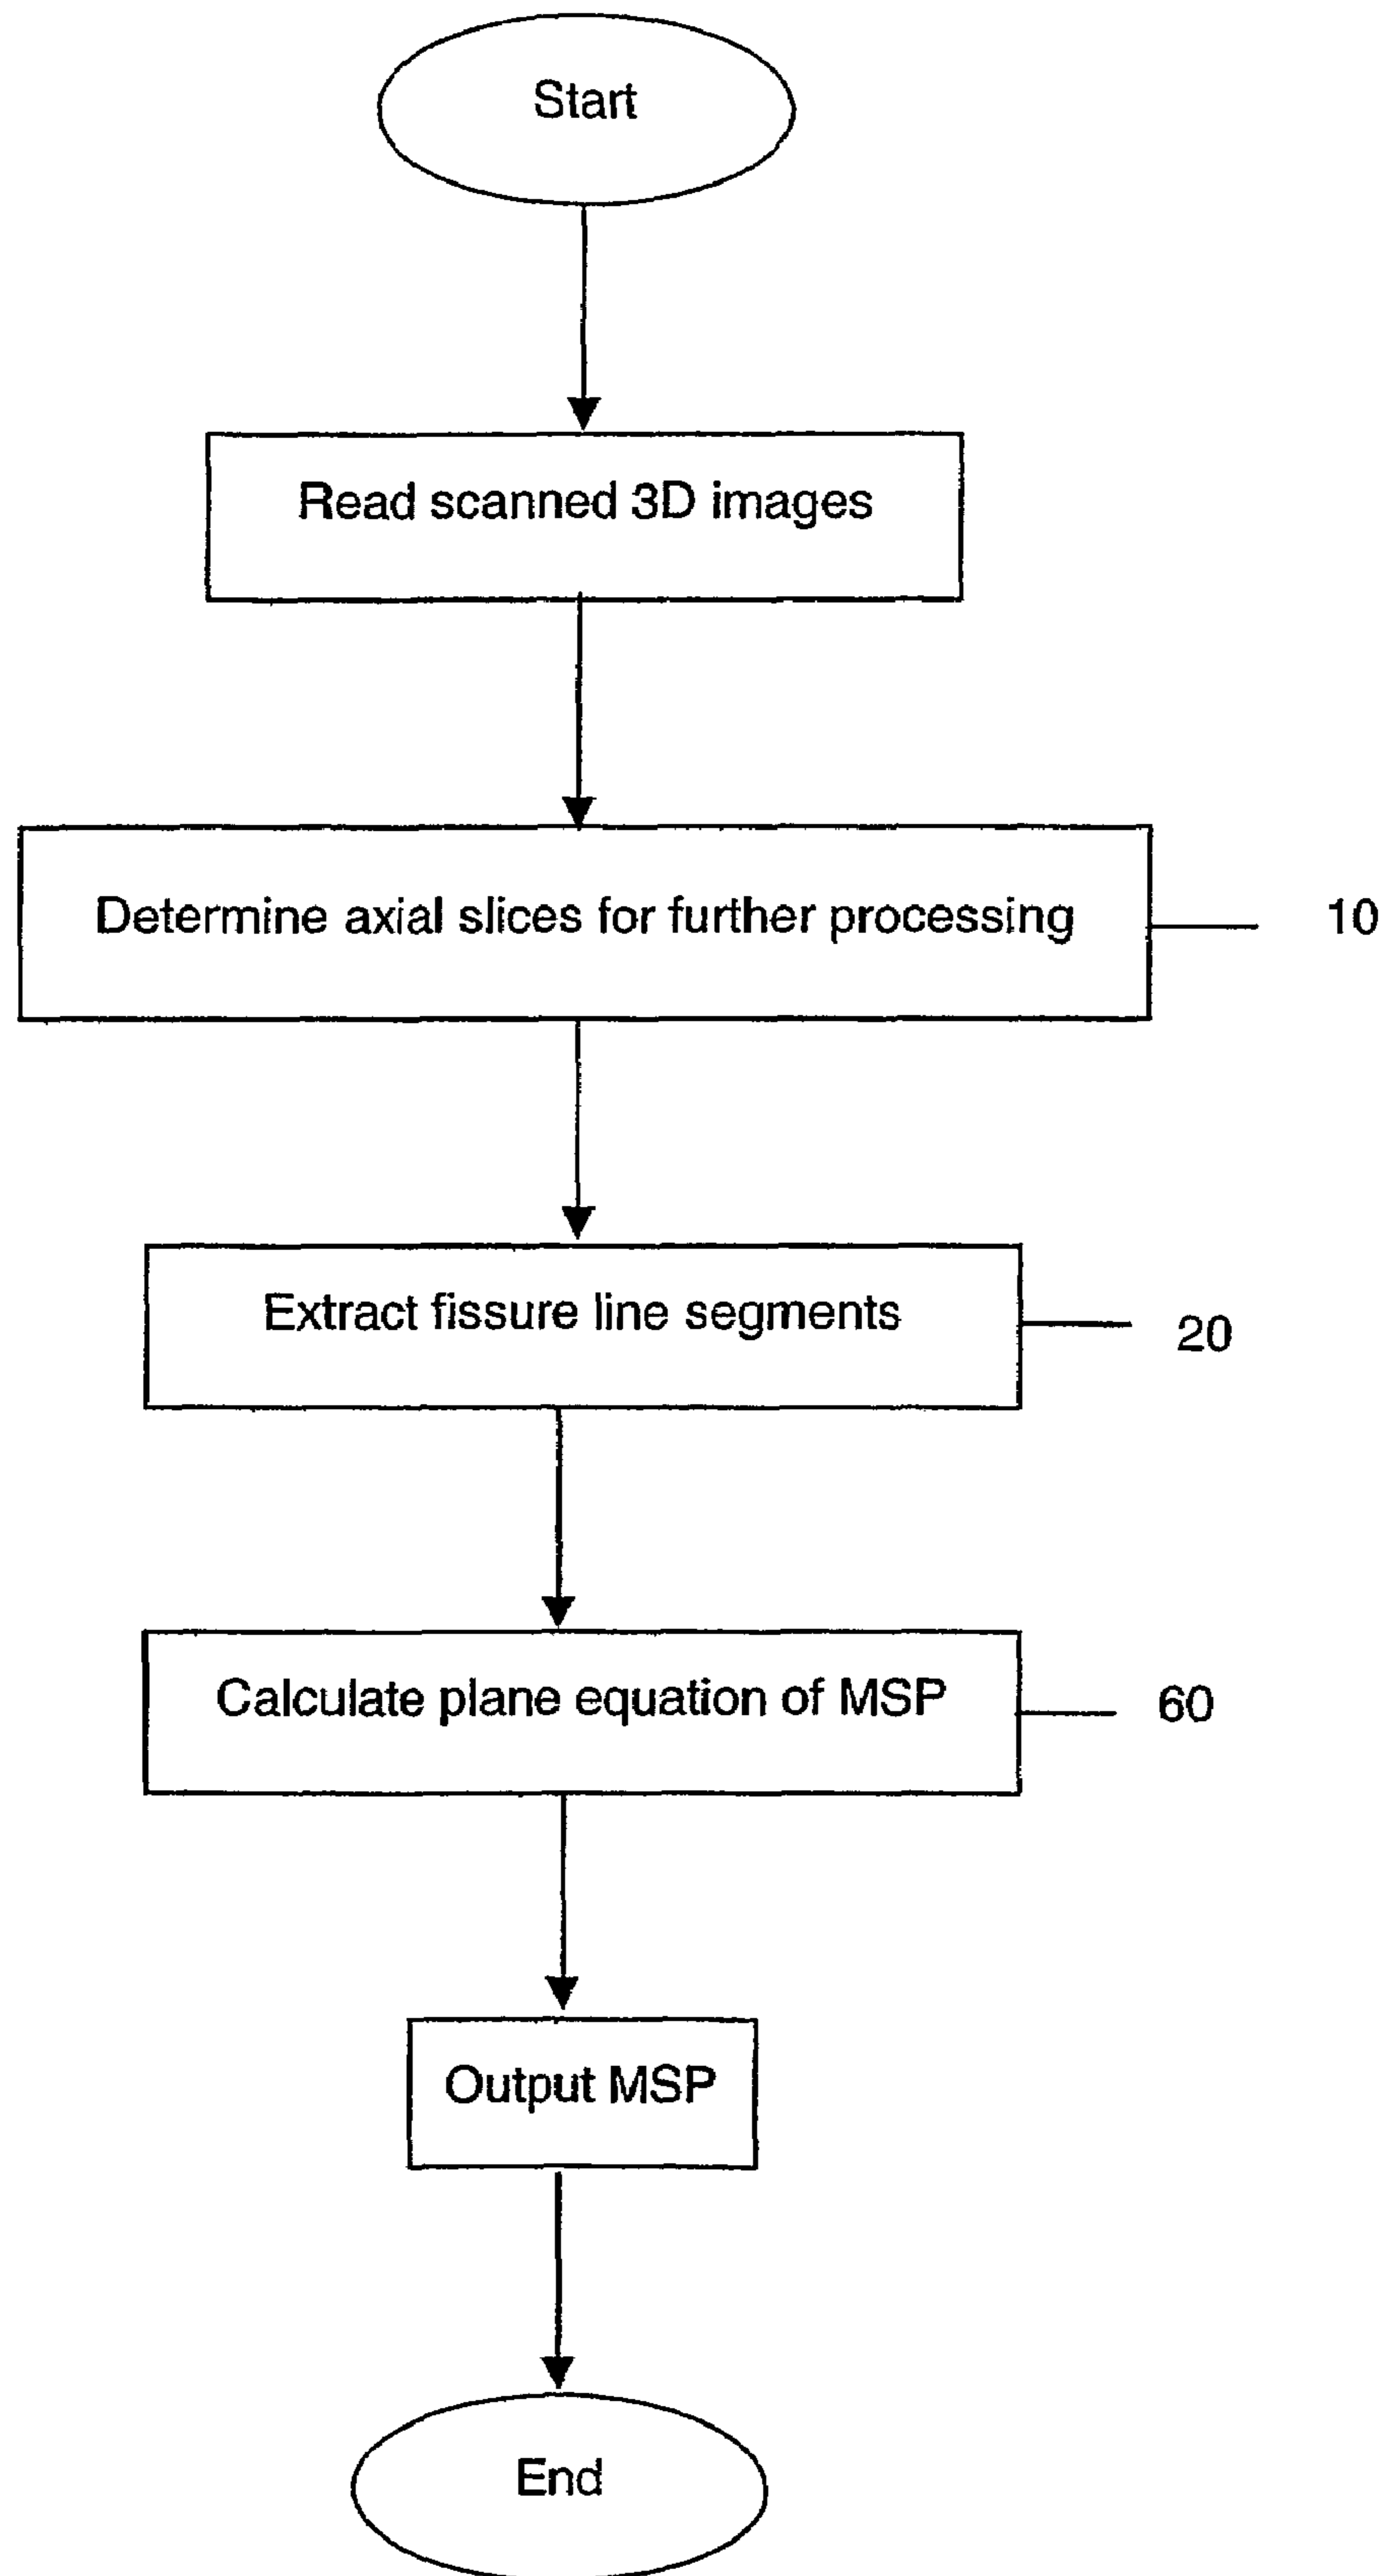 Start
Read scanned 3D images
Determine axial slices for further processing
10
Extract fissure line segments
20
Calculate plane equation of MSP
60
Output MSP
End